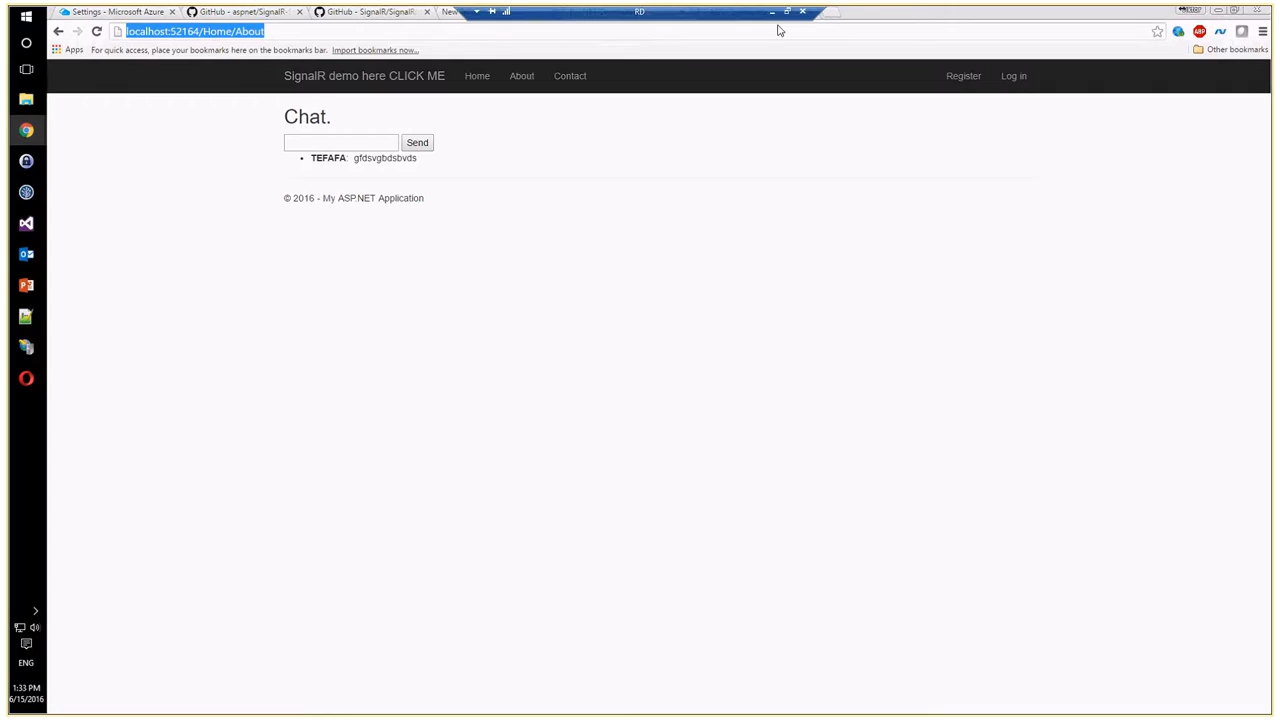 Settings - Microsoft Azure
GitHub - aspnet/SignalR-
GitHub - SignalR/SignalR
New
RD
localhost:52164/Home/About
ABP
Apps
For quick access, place your bookmarks here on the bookmarks bar.
Import bookmarks now...
Other bookmarks
SignalR demo here CLICK ME
Home
About
Contact
Register
Log in
Chat.
Send
TEFAFA: gfdsvgbdsbvds
© 2016 - My ASP.NET Application
ENG
1:33 PM
6/15/2016